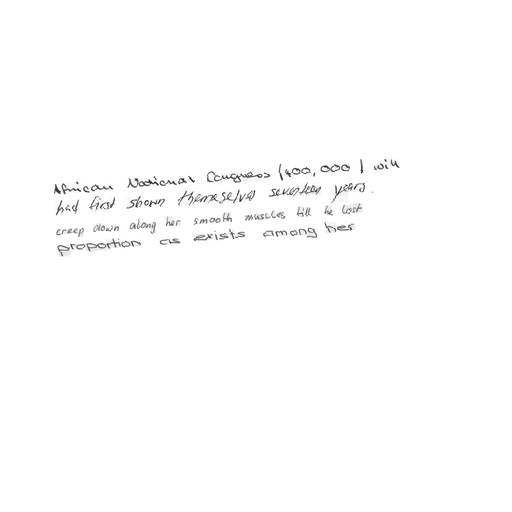 African National Congress (400,000) will
had first shown themselves seventeen years.
creep down along her smooth muscles till he lost
proportion as exists among her